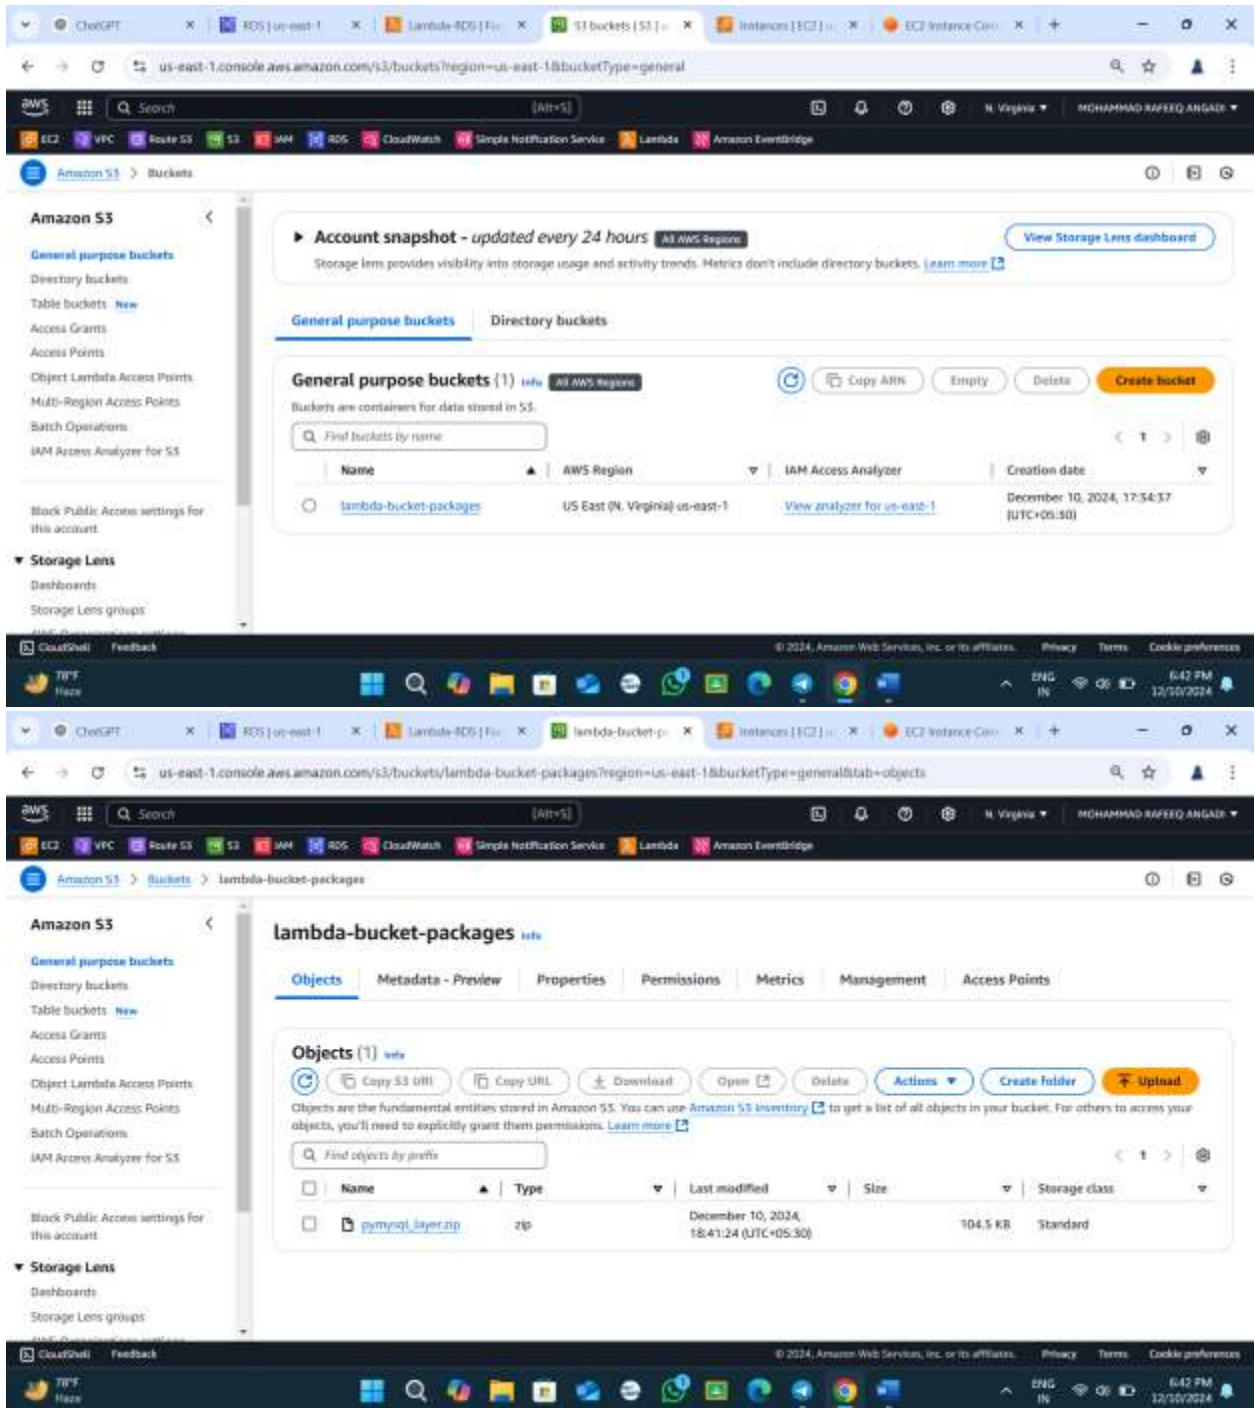 ChatGPT
RDS | us-east-1
Lambda-RDS | Fu
S3 buckets | S3 | u
Instances | EC2 | u
EC2 Instance Con
us-east-1.console.aws.amazon.com/s3/buckets?region=us-east-1&bucketType=general
aws
Search
[Alt+S]
N. Virginia
MOHAMMAD RAFEEQ ANGADI
EC2
VPC
Route 53
S3
IAM
RDS
CloudWatch
Simple Notification Service
Lambda
Amazon EventBridge
Amazon S3 > Buckets
Amazon S3
General purpose buckets
Directory buckets
Table buckets New
Access Grants
Access Points
Object Lambda Access Points
Multi-Region Access Points
Batch Operations
IAM Access Analyzer for S3
Block Public Access settings for
this account
Storage Lens
Dashboards
Storage Lens groups
Account snapshot - updated every 24 hours All AWS Regions
View Storage Lens dashboard
Storage lens provides visibility into storage usage and activity trends. Metrics don't include directory buckets. Learn more
General purpose buckets
Directory buckets
General purpose buckets (1) Info All AWS Regions
Copy ARN
Empty
Delete
Create bucket
Buckets are containers for data stored in S3.
Find buckets by name
1
Name
AWS Region
IAM Access Analyzer
Creation date
lambda-bucket-packages
US East (N. Virginia) us-east-1
View analyzer for us-east-1
December 10, 2024, 17:54:37
(UTC+05:30)
CloudShell
Feedback
© 2024, Amazon Web Services, Inc. or its affiliates.
Privacy
Terms
Cookie preferences
78°F
Haze
ENG
IN
6:42 PM
12/10/2024
ChatGPT
RDS | us-east-1
Lambda-RDS | Fu
lambda-bucket-p
Instances | EC2 | u
EC2 Instance Con
us-east-1.console.aws.amazon.com/s3/buckets/lambda-bucket-packages?region=us-east-1&bucketType=general&tab=objects
aws
Search
[Alt+S]
N. Virginia
MOHAMMAD RAFEEQ ANGADI
EC2
VPC
Route 53
S3
IAM
RDS
CloudWatch
Simple Notification Service
Lambda
Amazon EventBridge
Amazon S3 > Buckets > lambda-bucket-packages
Amazon S3
General purpose buckets
Directory buckets
Table buckets New
Access Grants
Access Points
Object Lambda Access Points
Multi-Region Access Points
Batch Operations
IAM Access Analyzer for S3
Block Public Access settings for
this account
Storage Lens
Dashboards
Storage Lens groups
lambda-bucket-packages Info
Objects
Metadata - Preview
Properties
Permissions
Metrics
Management
Access Points
Objects (1) Info
Copy S3 URI
Copy URL
Download
Open
Delete
Actions
Create folder
Upload
Objects are the fundamental entities stored in Amazon S3. You can use Amazon S3 inventory to get a list of all objects in your bucket. For others to access your
objects, you'll need to explicitly grant them permissions. Learn more
Find objects by prefix
1
Name
Type
Last modified
Size
Storage class
pymysql_layer.zip
zip
December 10, 2024,
18:41:24 (UTC+05:30)
104.5 KB
Standard
CloudShell
Feedback
© 2024, Amazon Web Services, Inc. or its affiliates.
Privacy
Terms
Cookie preferences
78°F
Haze
ENG
IN
6:42 PM
12/10/2024